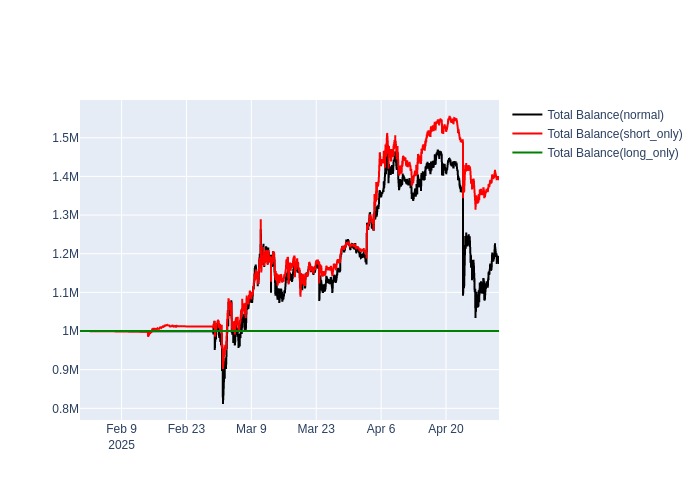 Total Balance(normal)
Total Balance(short_only)
Total Balance(long_only)
1.5M
1.4M
1.3M
1.2M
1.1M
1M
0.9M
0.8M
Feb 9
2025
Feb 23
Mar 9
Mar 23
Apr 6
Apr 20